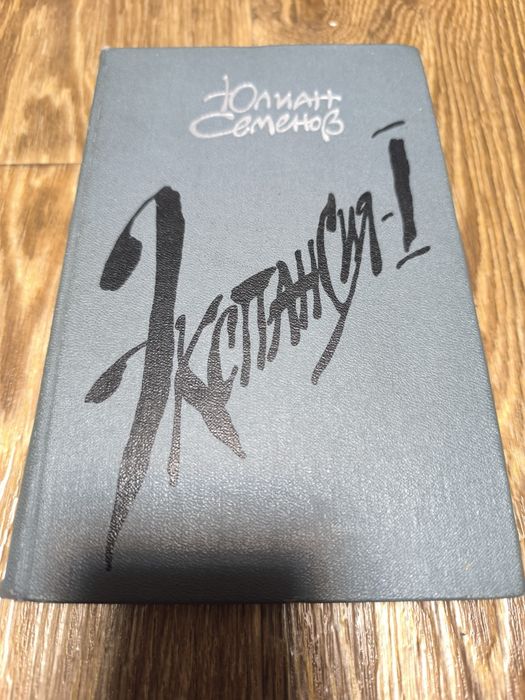 Юлиан
Семенов
Экспансия-I